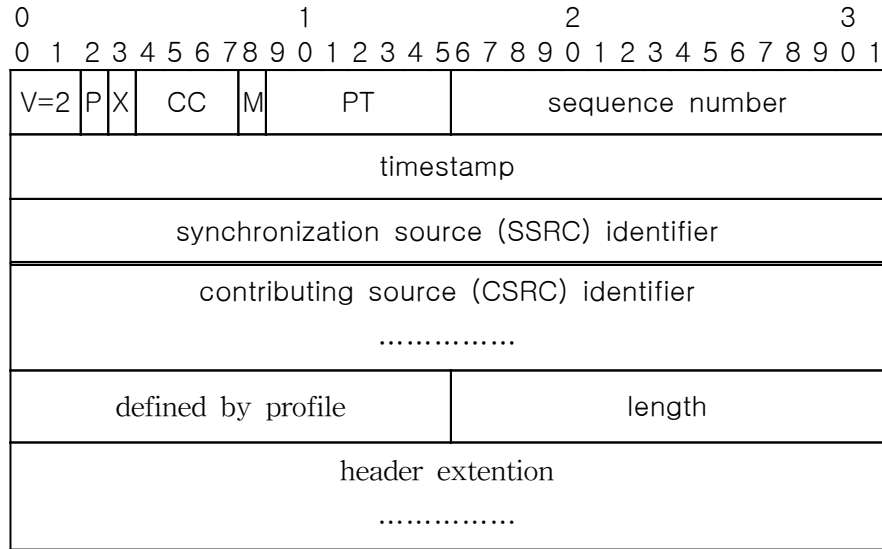 0 1 2 3
0 1 2 3 4 5 6 7 8 9 0 1 2 3 4 5 6 7 8 9 0 1 2 3 4 5 6 7 8 9 0 1
V=2 P X CC M PT sequence number
timestamp
synchronization source (SSRC) identifier
contributing source (CSRC) identifier
……………
defined by profile length
header extention
……………